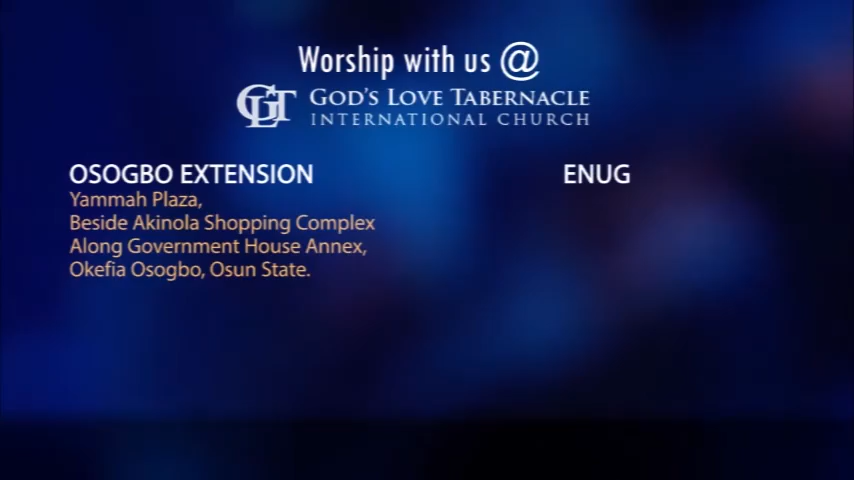 Worship with us @
GLT GOD'S LOVE TABERNACLE
INTERNATIONAL CHURCH
OSOGBO EXTENSION
Yammah Plaza,
Beside Akinola Shopping Complex
Along Government House Annex,
Okefia Osogbo, Osun State.
ENUG